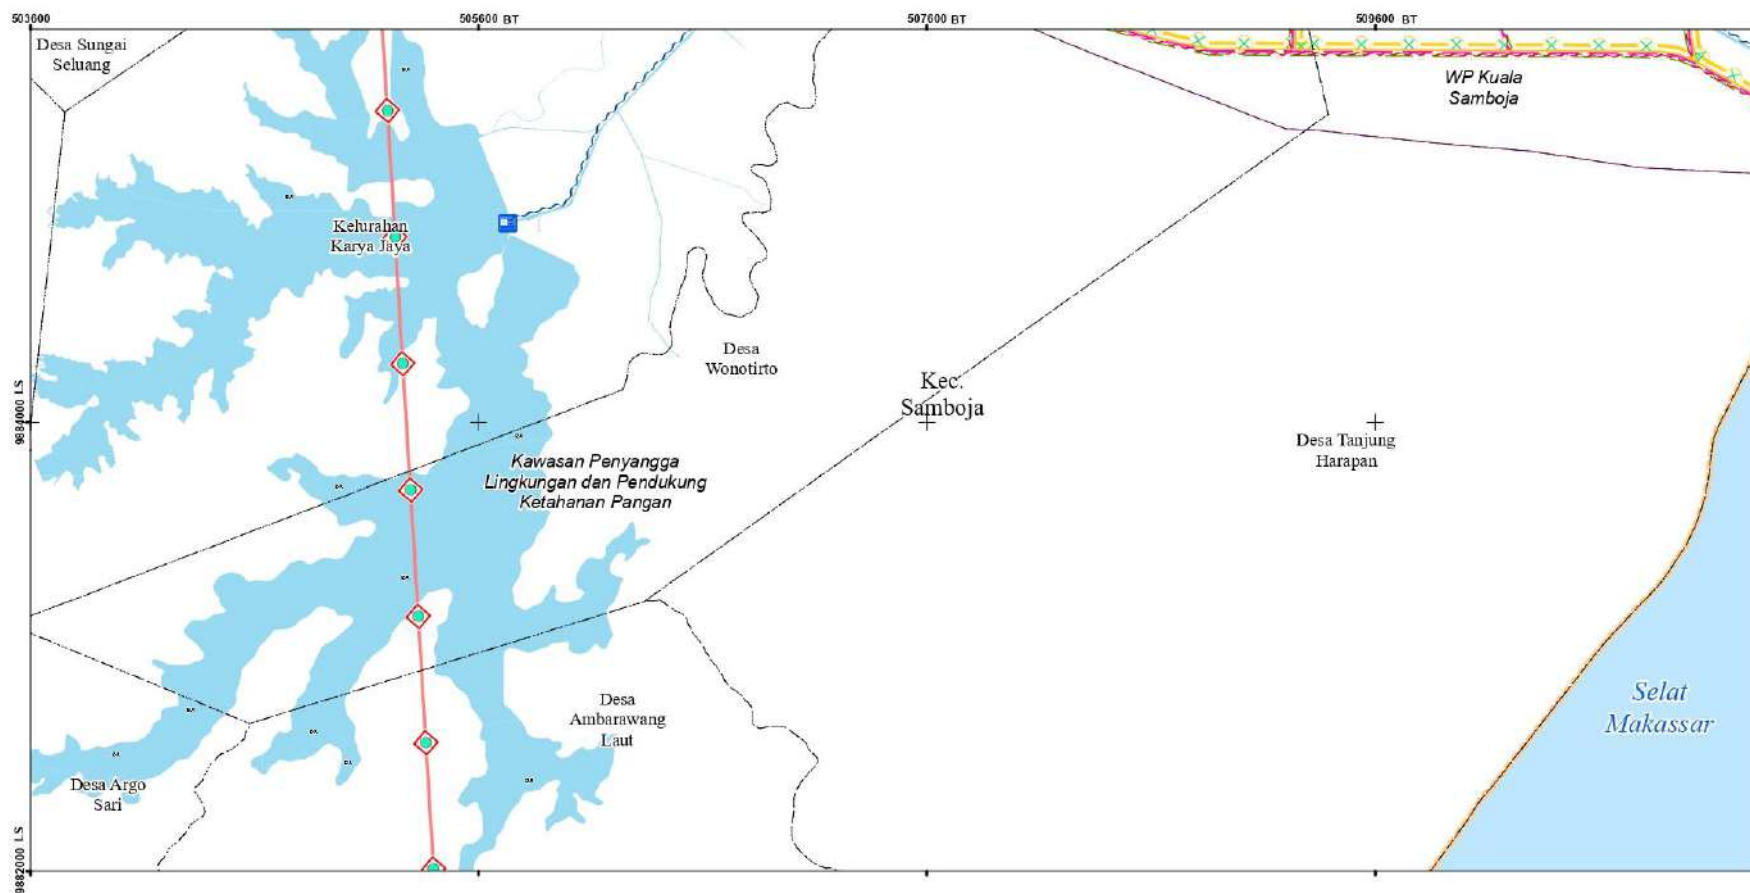 503600
505600 BT
507600 BT
509600 BT
Desa Sungai
Seluang
WP Kuala
Samboja
Kelurahan
Karya Jaya
Desa
Wonotirto
Kec.
Samboja
9884000 LS
Desa Tanjung
Harapan
Kawasan Penyangga
Lingkungan dan Pendukung
Ketahanan Pangan
Desa
Ambarawang
Laut
Selat
Makassar
Desa Argo
Sari
9882000 LS